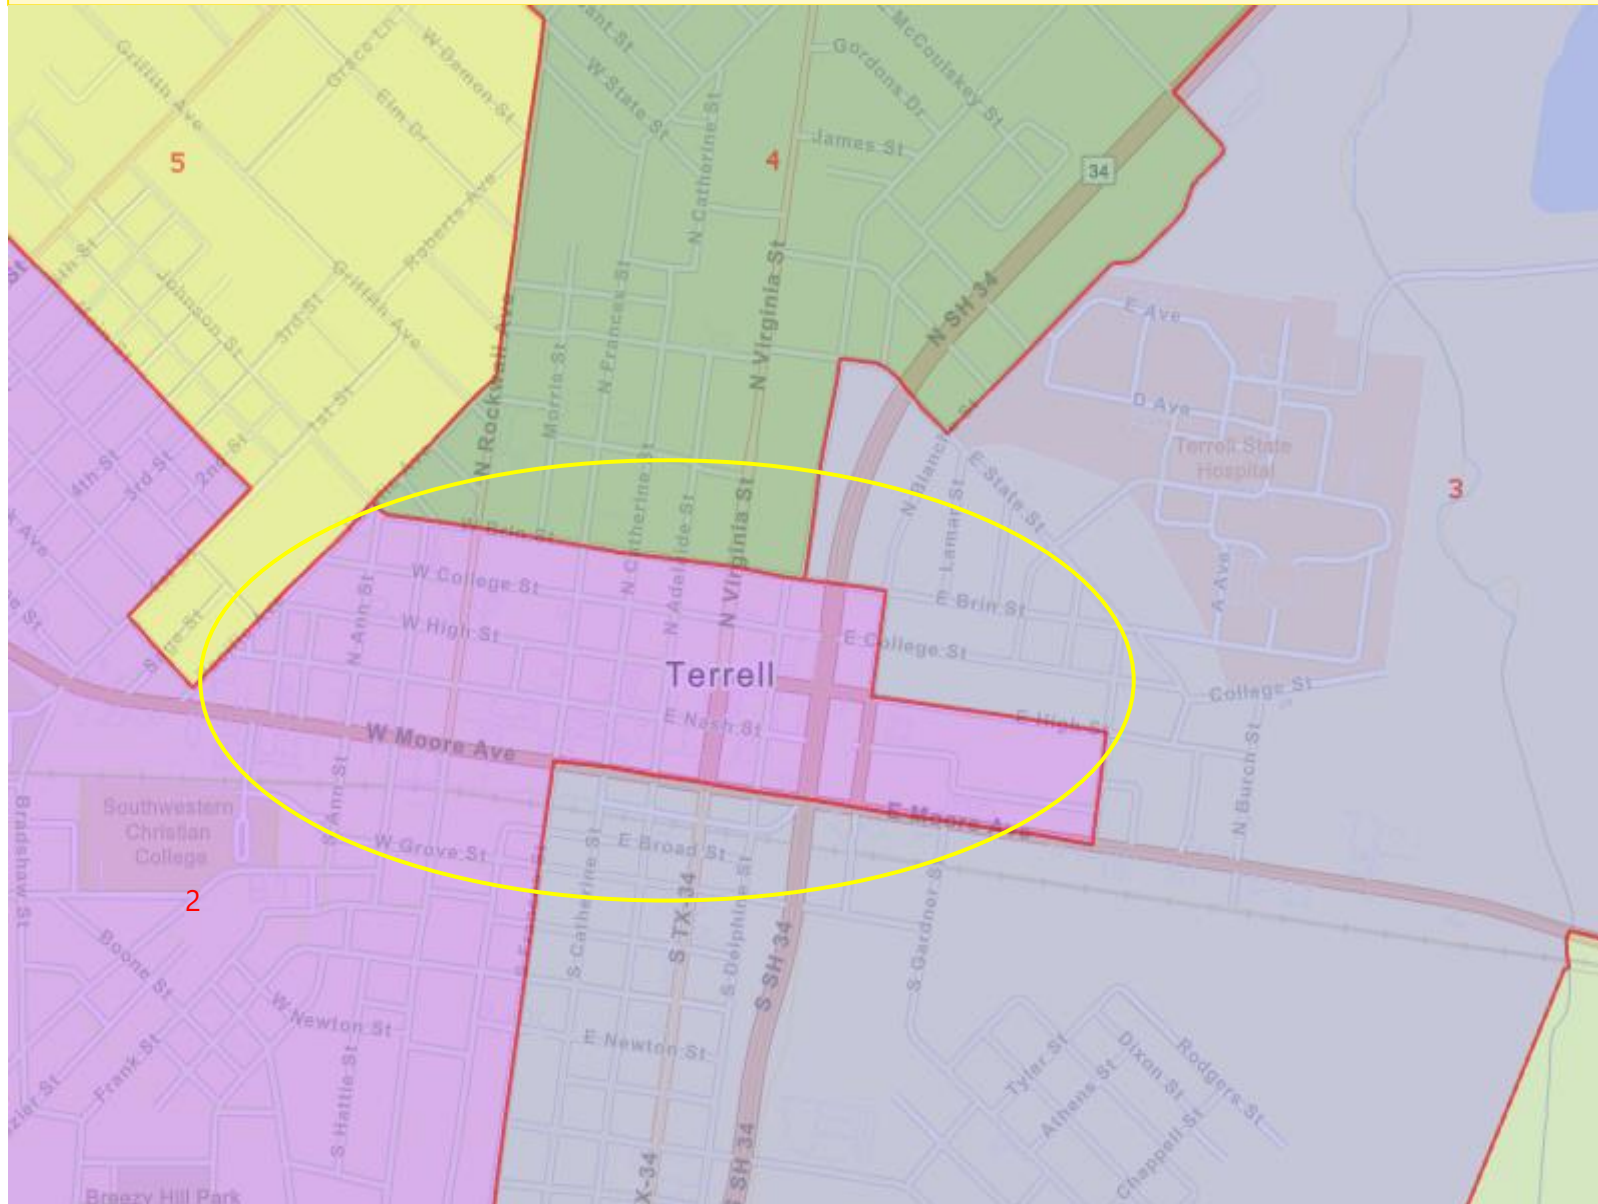 W Damon St
Grace Ln
Griffith Ave
Elm Dr
W State St
E McCoulskey St
Gordons Dr
James St
34
5
4
N Catherine St
Roberts Ave
N Virginia St
N SH 34
Griffith Ave
Johnson St
3rd St
N Frances St
E Ave
N Rockwall Ave
Morris St
D Ave
1st St
Terrell State
Hospital
3
4th St
3rd St
N Catherine St
N Virginia St
E State St
N Lamar St
W Brin St
N Adelaide St
A Ave
W College St
E Brin St
N Ann St
W High St
E College St
Terrell
College St
E Nash St
E High St
W Moore Ave
N Burch St
S Ann St
Southwestern
Christian
College
Bradshaw St
E Moore Ave
W Grove St
E Broad St
2
S Catherine St
S TX-34
S Delphine St
S Gardner St
S SH 34
Boone St
W Newton St
E Newton St
Frank St
S Hattie St
Tyler St
Dixon St
Rodgers St
Athens St
Chappell St
X-34
SH 34
Breezy Hill Park